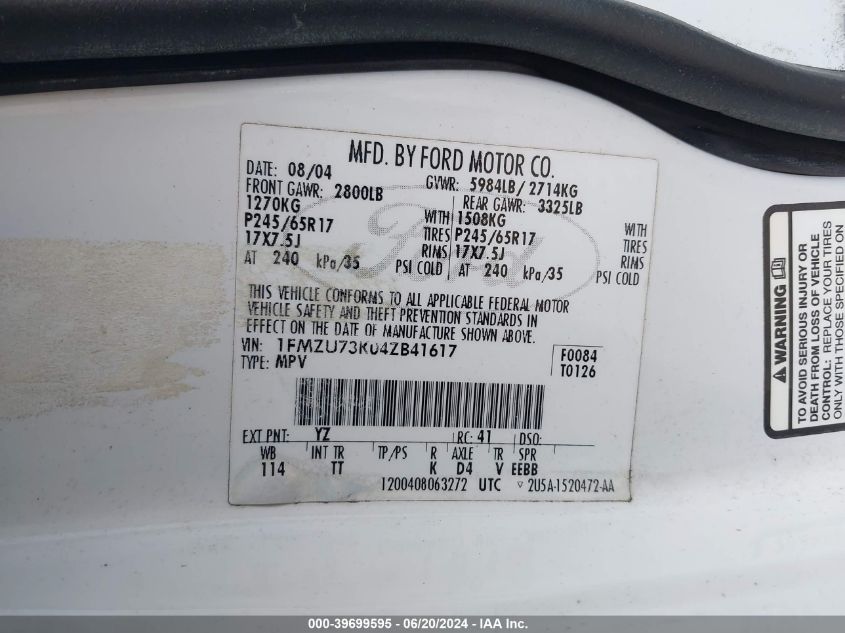 MFD. BY FORD MOTOR CO.
DATE: 08/04 GVWR: 5984LB/ 2714KG
FRONT GAWR: 2800LB REAR GAWR: 3325LB
1270KG WITH 1508KG WITH
P245/65R17 TIRES P245/65R17 TIRES
17X7.5J RIMS 17X7.5J RIMS
AT 240 kPa/35 PSI COLD AT 240 kPa/35 PSI COLD
Ford
THIS VEHICLE CONFORMS TO ALL APPLICABLE FEDERAL MOTOR
VEHICLE SAFETY AND THEFT PREVENTION STANDARDS IN
EFFECT ON THE DATE OF MANUFACTURE SHOWN ABOVE.
VIN: 1FMZU73K04ZB41617 F0084
TYPE: MPV T0126
EXT PNT: YZ RC: 41 DSO:
WB INT TR TP/PS R AXLE TR SPR
114 TT K D4 V EEBB
1200408063272 UTC ▽ 2U5A-1520472-AA
WARNING
TO AVOID SERIOUS INJURY OR
DEATH FROM LOSS OF VEHICLE
CONTROL: REPLACE YOUR TIRES
ONLY WITH THOSE SPECIFIED ON
000-39699595 - 06/20/2024 - IAAI.com.